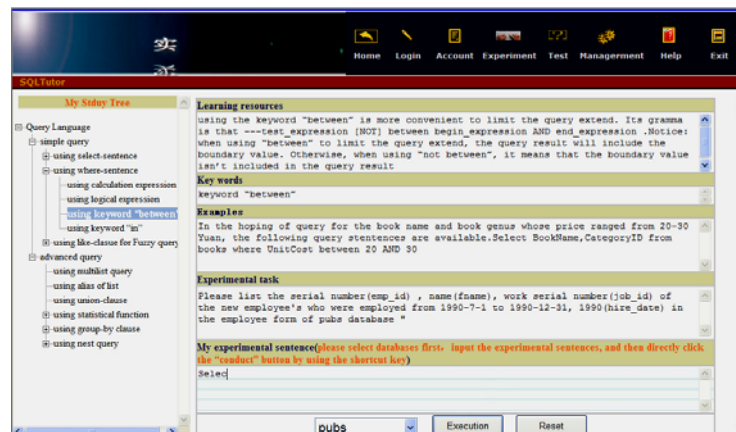 实
Home Login Account Experiment Test Managerment Help Exit
SQLTutor
My Stduy Tree
Query Language
simple query
using select-sentence
using where-sentence
using calculation expression
using logical expression
using keyword "between"
using keyword "in"
using like-clasue for Fuzzy query
advanced query
using multilist query
using alias of list
using union-clause
using statistical function
using group-by clause
using nest query
Learning resources
using the keyword "between" is more convenient to limit the query extend. Its gramma
is that ---test_expression [NOT] between begin_expression AND end_expression .Notice:
when using "between" to limit the query extend, the query result will include the
boundary value. Otherwise, when using "not between", it means that the boundary value
isn't included in the query result
Key words
keyword "between"
Examples
In the hoping of query for the book name and book genus whose price ranged from 20-30
Yuan, the following query stentences are available.Select BookName,CategoryID from
books where UnitCost between 20 AND 30
Experimental task
Please list the serial number(emp_id) , name(fname), work serial number(job_id) of
the new employee's who were employed from 1990-7-1 to 1990-12-31, 1990(hire_date) in
the employee form of pubs database "
My experimental sentence(please select databases first, input the experimental sentences, and then directly click
the "conduct" button by using the shortcut key)
Selec
pubs Execution Reset